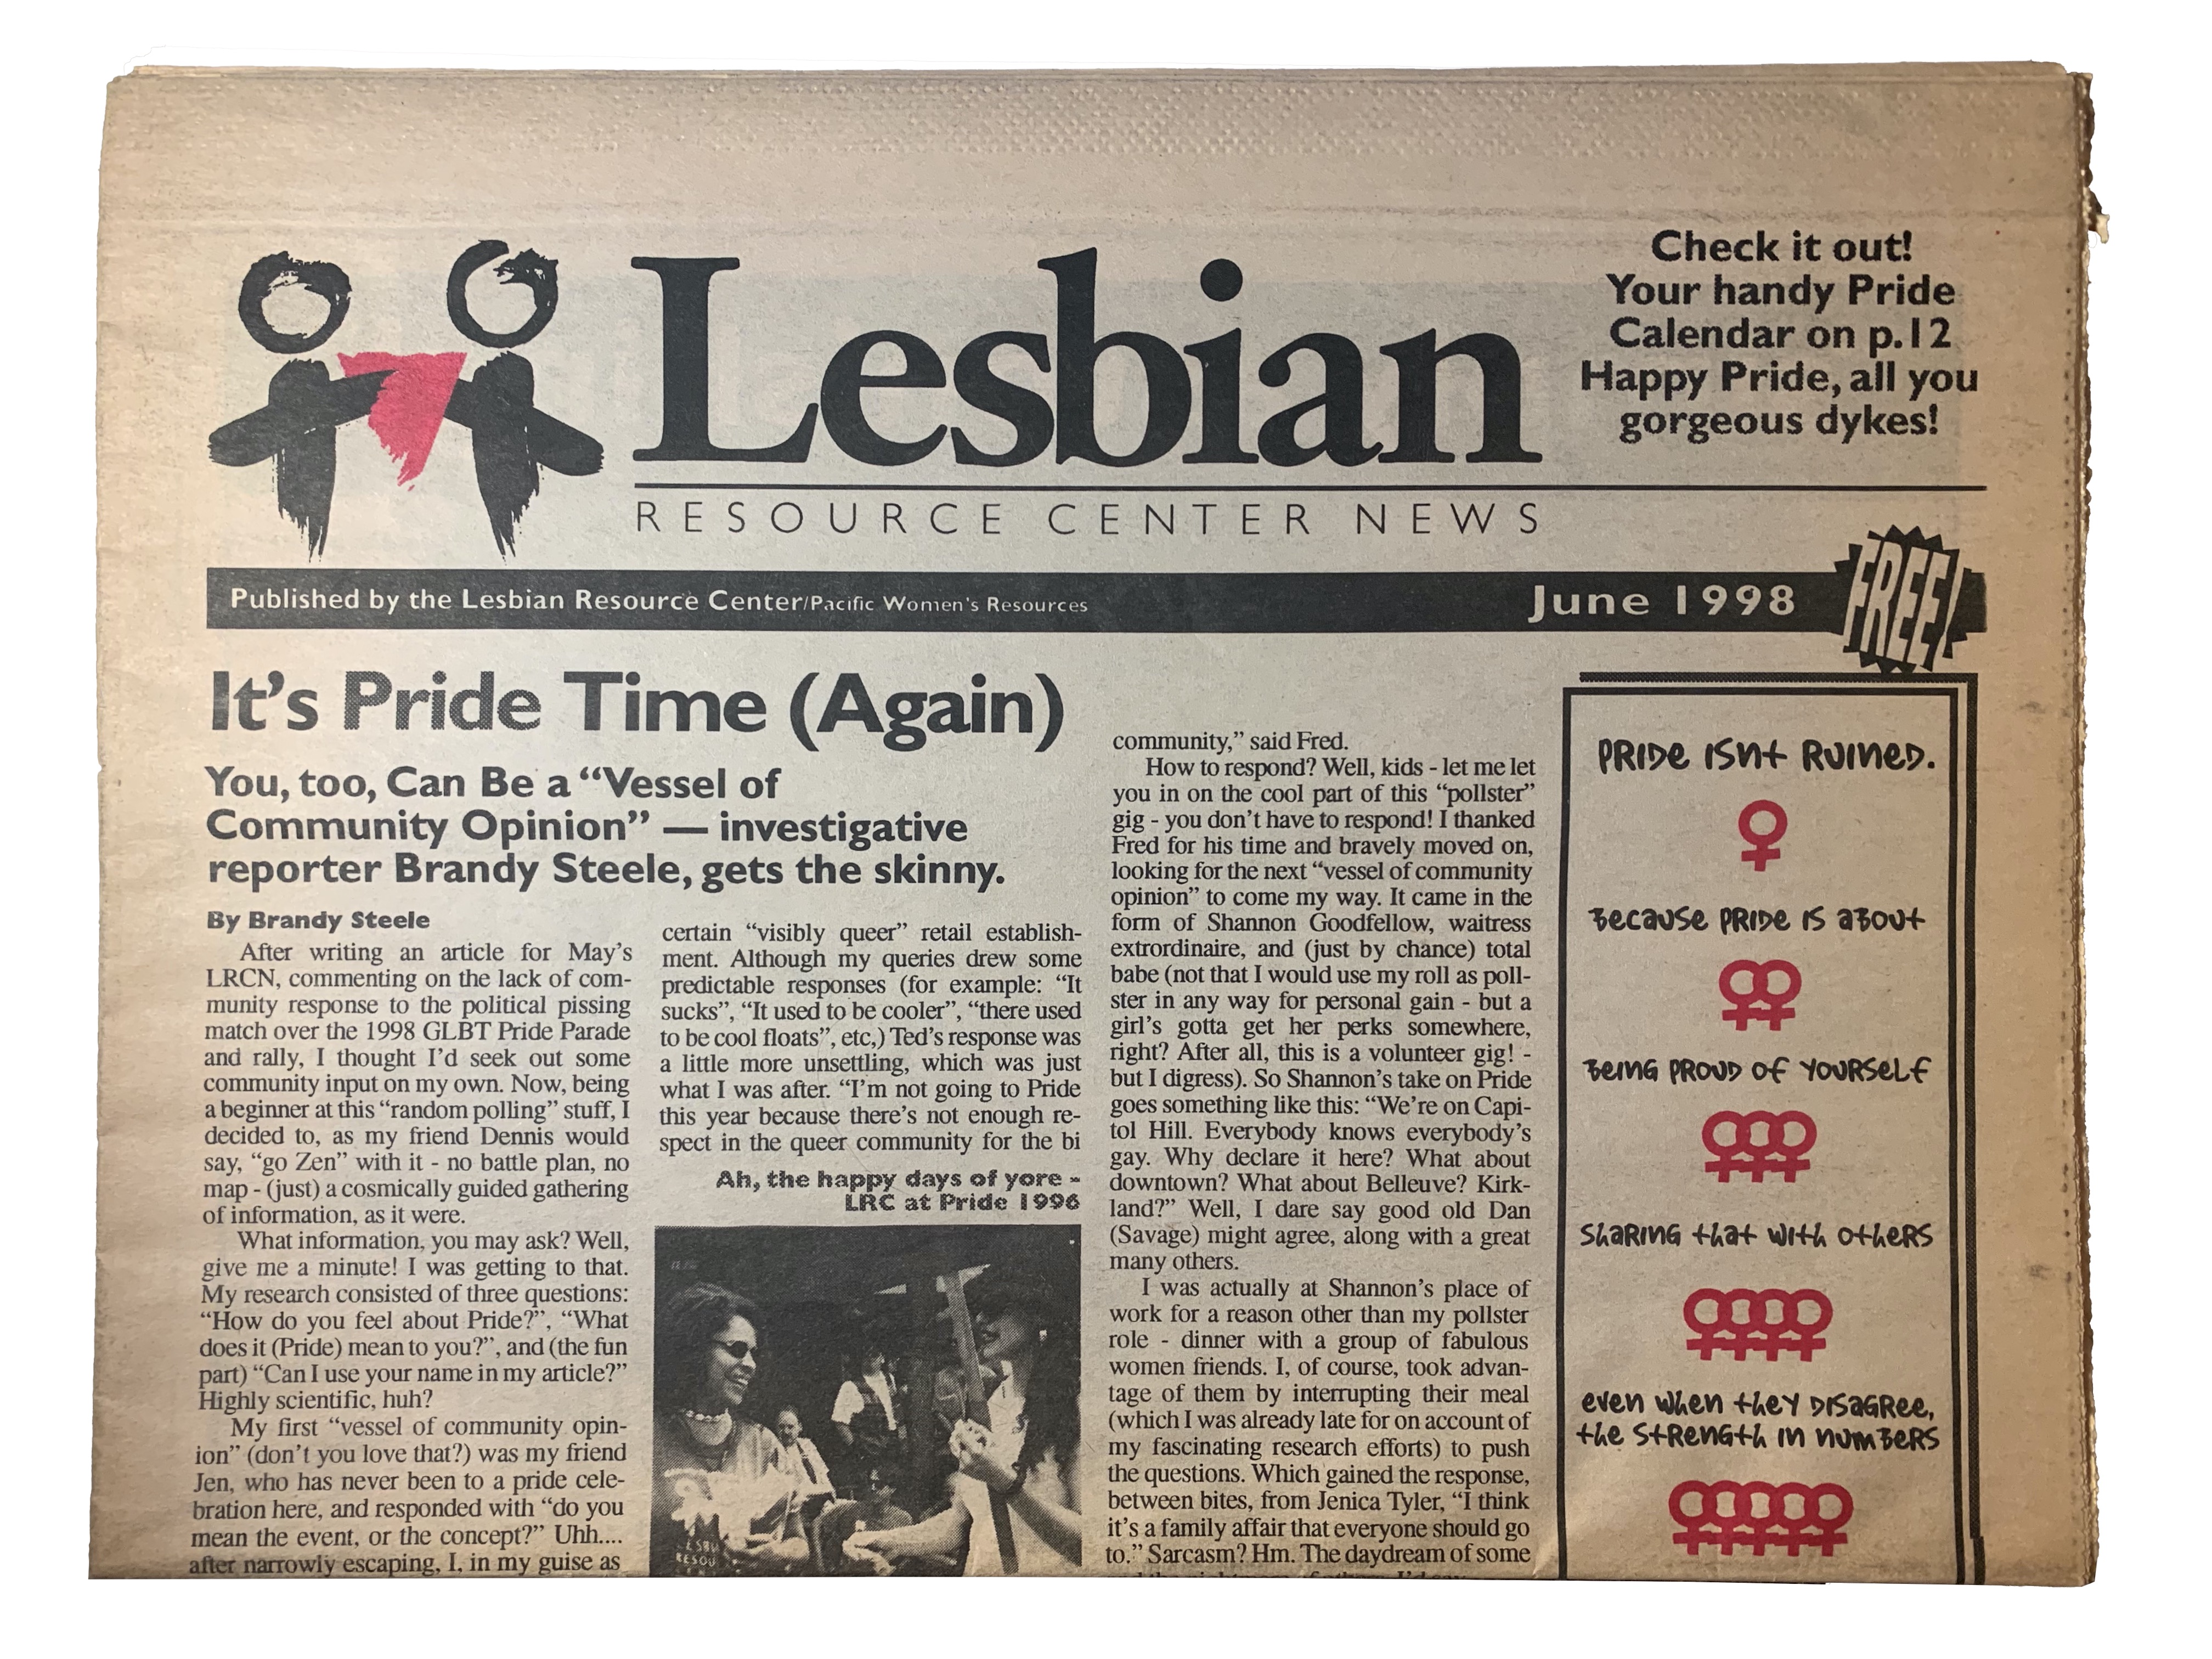 Lesbian
RESOURCE CENTER NEWS
Check it out!
Your handy Pride
Calendar on p.12
Happy Pride, all you
gorgeous dykes!
Published by the Lesbian Resource Center/Pacific Women's Resources
June 1998
FREE!
It's Pride Time (Again)
You, too, Can Be a “Vessel of
Community Opinion” — investigative
reporter Brandy Steele, gets the skinny.
By Brandy Steele
After writing an article for May's
LRCN, commenting on the lack of com-
munity response to the political pissing
match over the 1998 GLBT Pride Parade
and rally, I thought I'd seek out some
community input on my own. Now, being
a beginner at this “random polling” stuff, I
decided to, as my friend Dennis would
say, “go Zen” with it - no battle plan, no
map - (just) a cosmically guided gathering
of information, as it were.
What information, you may ask? Well,
give me a minute! I was getting to that.
My research consisted of three questions:
“How do you feel about Pride?”, “What
does it (Pride) mean to you?”, and (the fun
part) “Can I use your name in my article?”
Highly scientific, huh?
My first “vessel of community opin-
ion” (don't you love that?) was my friend
Jen, who has never been to a pride cele-
bration here, and responded with “do you
mean the event, or the concept?” Uhh....
after narrowly escaping, I, in my guise as
certain “visibly queer” retail establish-
ment. Although my queries drew some
predictable responses (for example: “It
sucks”, “It used to be cooler”, “there used
to be cool floats”, etc,) Ted's response was
a little more unsettling, which was just
what I was after. “I'm not going to Pride
this year because there's not enough re-
spect in the queer community for the bi
Ah, the happy days of yore -
LRC at Pride 1996
LESBI
RESOU
community,” said Fred.
How to respond? Well, kids - let me let
you in on the cool part of this “pollster”
gig - you don't have to respond! I thanked
Fred for his time and bravely moved on,
looking for the next “vessel of community
opinion” to come my way. It came in the
form of Shannon Goodfellow, waitress
extrordinaire, and (just by chance) total
babe (not that I would use my roll as poll-
ster in any way for personal gain - but a
girl's gotta get her perks somewhere,
right? After all, this is a volunteer gig! -
but I digress). So Shannon's take on Pride
goes something like this: “We're on Capi-
tol Hill. Everybody knows everybody's
gay. Why declare it here? What about
downtown? What about Belleuve? Kirk-
land?” Well, I dare say good old Dan
(Savage) might agree, along with a great
many others.
I was actually at Shannon's place of
work for a reason other than my pollster
role - dinner with a group of fabulous
women friends. I, of course, took advan-
tage of them by interrupting their meal
(which I was already late for on account of
my fascinating research efforts) to push
the questions. Which gained the response,
between bites, from Jenica Tyler, “I think
it's a family affair that everyone should go
to.” Sarcasm? Hm. The daydream of some
PRIDE ISNT RUINED.
BECAUSE PRIDE IS ABOUT
BEING PROUD OF YOURSELF
SHARING THAT WITH OTHERS
EVEN WHEN THEY DISAGREE,
THE STRENGTH IN NUMBERS